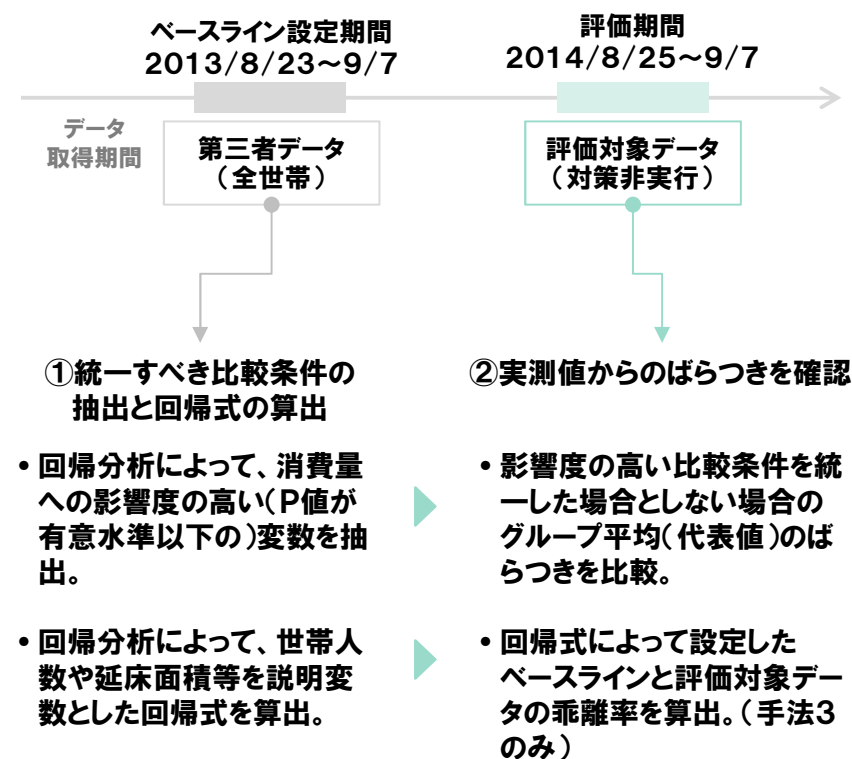 ベースライン設定期間
2013/8/23～9/7
評価期間
2014/8/25～9/7
データ
取得期間
第三者データ
（全世帯）
評価対象データ
（対策非実行）
①統一すべき比較条件の
抽出と回帰式の算出
②実測値からのばらつきを確認
• 回帰分析によって、消費量
への影響度の高い（P値が
有意水準以下の）変数を抽
出。
• 影響度の高い比較条件を統
一した場合としない場合の
グループ平均（代表値）のば
らつきを比較。
• 回帰分析によって、世帯人
数や延床面積等を説明変
数とした回帰式を算出。
• 回帰式によって設定した
ベースラインと評価対象デー
タの乖離率を算出。（手法3
のみ）